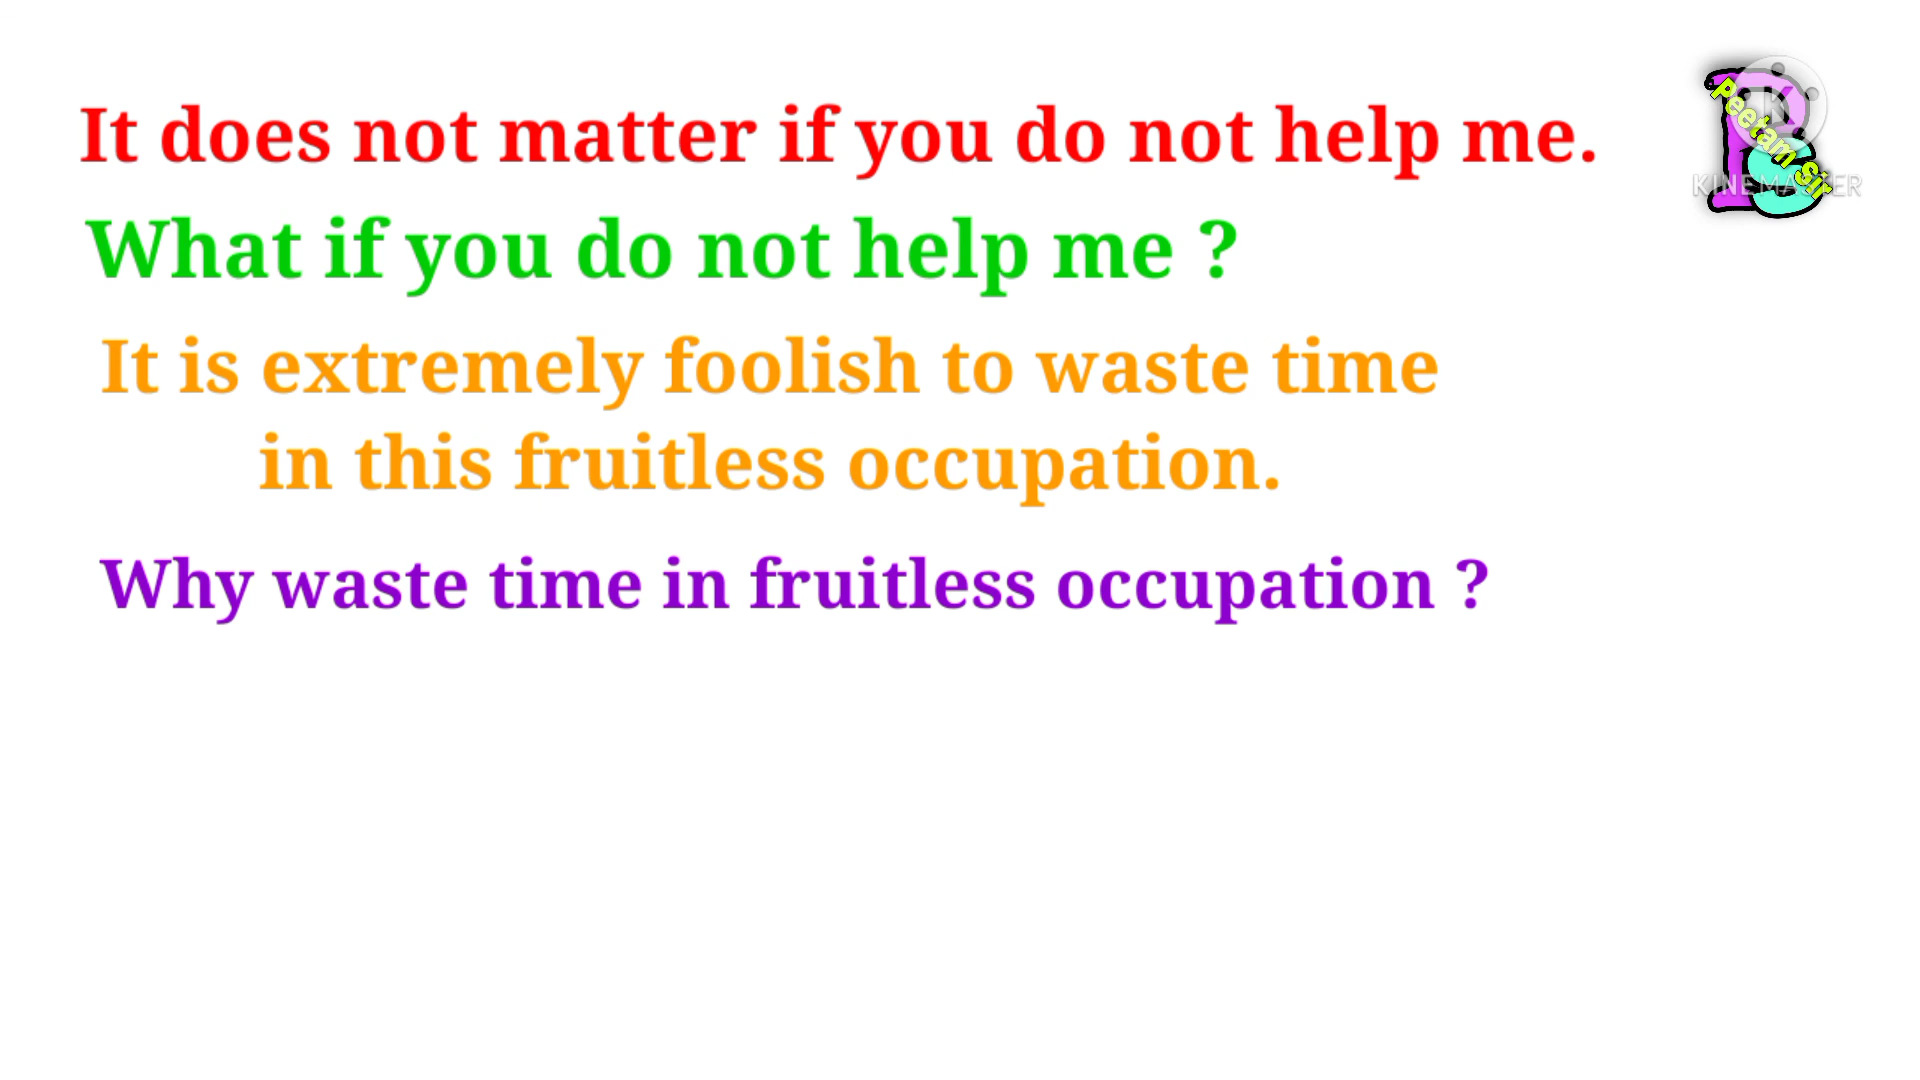 It does not matter if you do not help me.
What if you do not help me ?
It is extremely foolish to waste time
in this fruitless occupation.
Why waste time in fruitless occupation ?
Peetam Sir
KINEMASTER